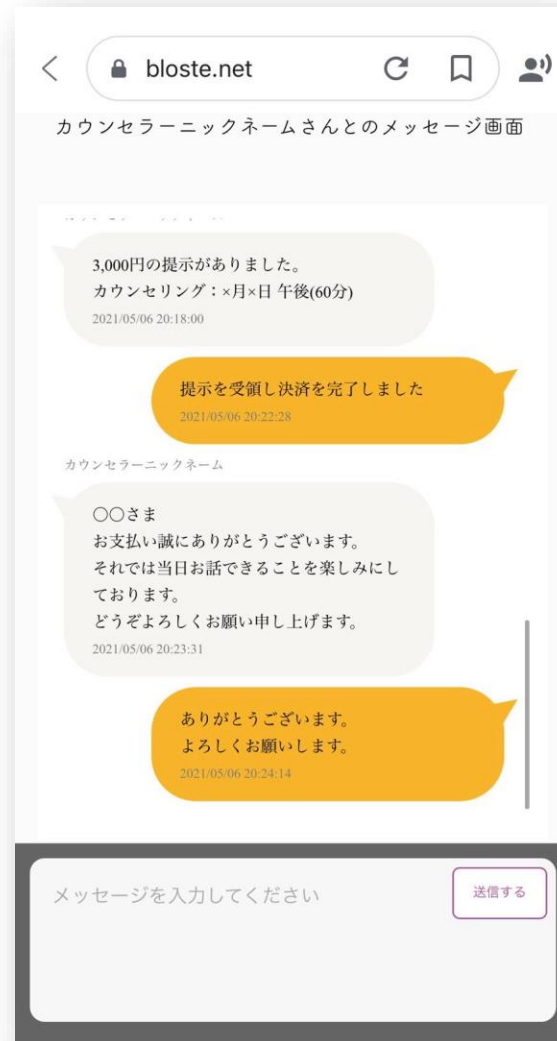 bloste.net
カウンセラーニックネームさんとのメッセージ画面
3,000円の提示がありました。
カウンセリング：×月×日 午後(60分)
2021/05/06 20:18:00
提示を受領し決済を完了しました
2021/05/06 20:22:28
カウンセラーニックネーム
〇〇さま
お支払い誠にありがとうございます。
それでは当日お話できることを楽しみにし
ております。
どうぞよろしくお願い申し上げます。
2021/05/06 20:23:31
ありがとうございます。
よろしくお願いします。
2021/05/06 20:24:14
メッセージを入力してください
送信する